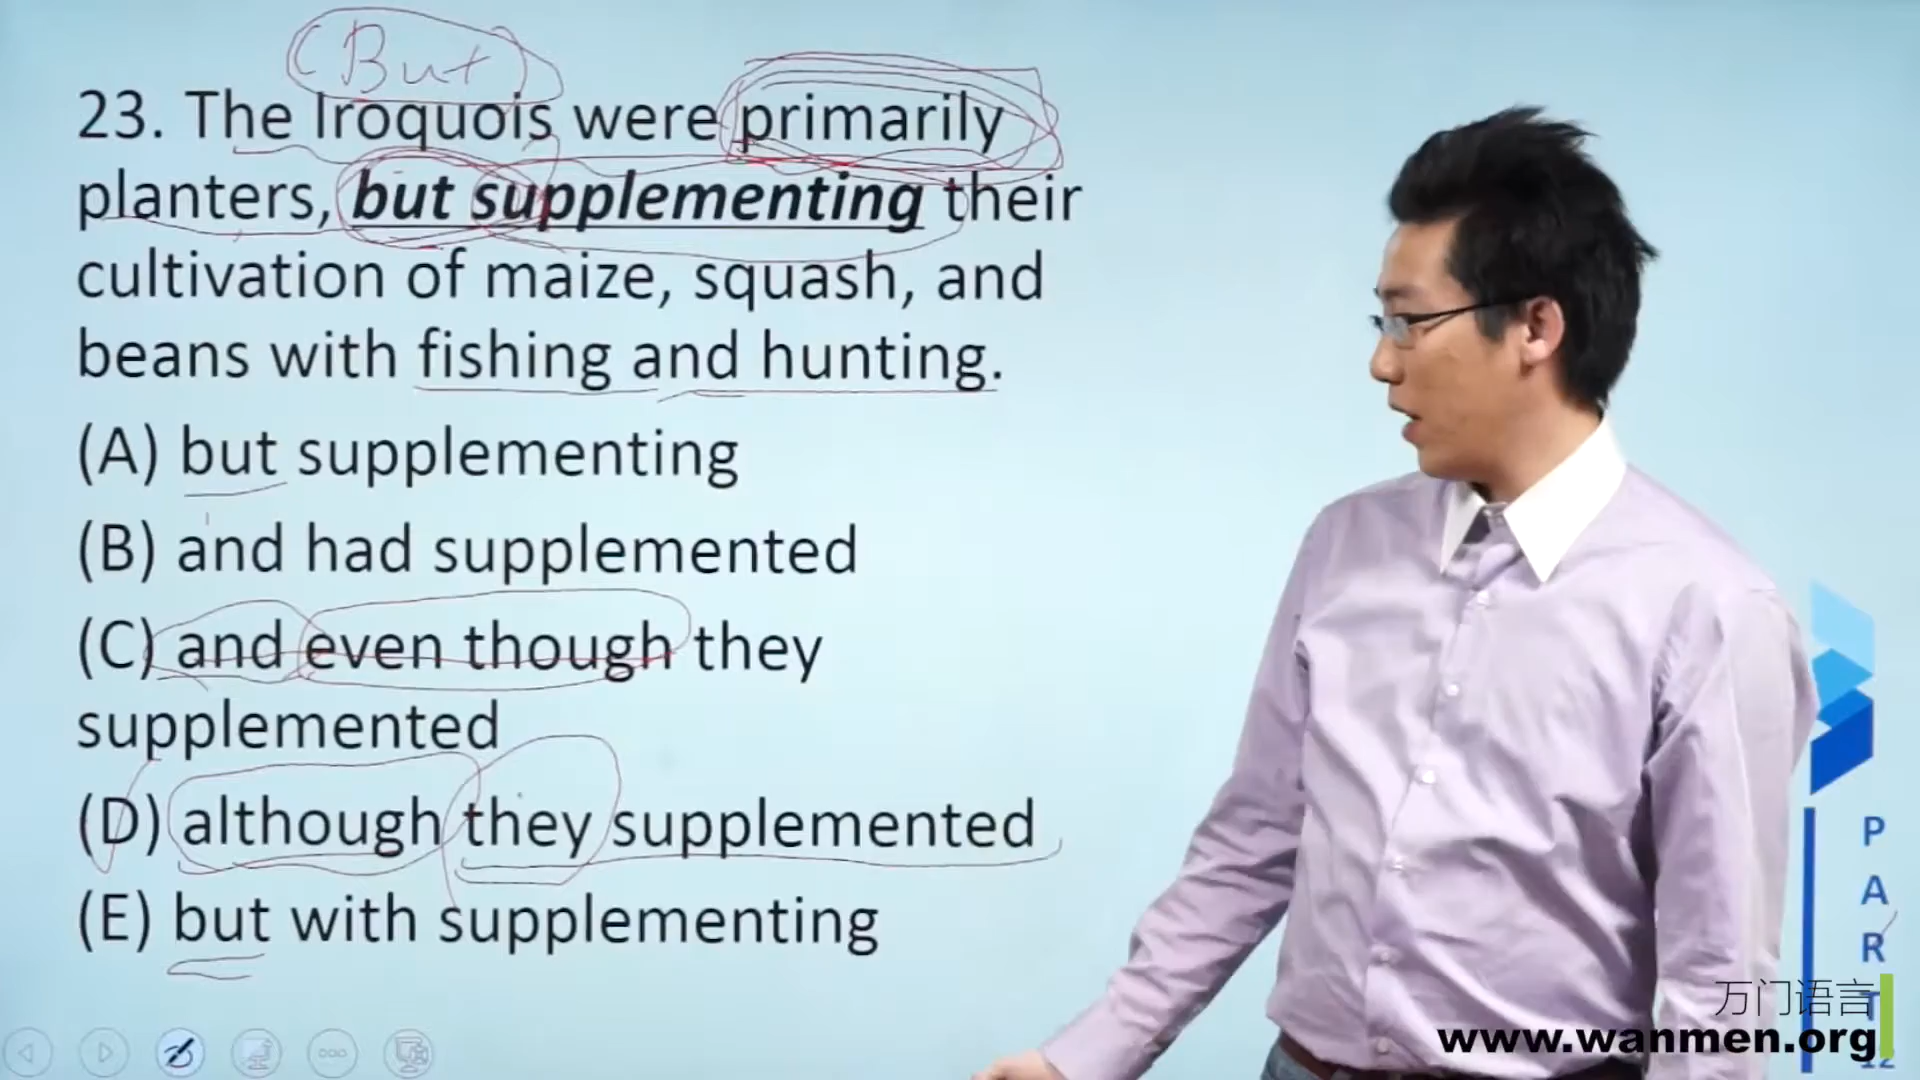 (But)
23. The Iroquois were primarily
planters, but supplementing their
cultivation of maize, squash, and
beans with fishing and hunting.
(A) but supplementing
(B) and had supplemented
(C) and even though they
supplemented
(D) although they supplemented
(E) but with supplementing
P
A
R
T
12
万门语言
www.wanmen.org